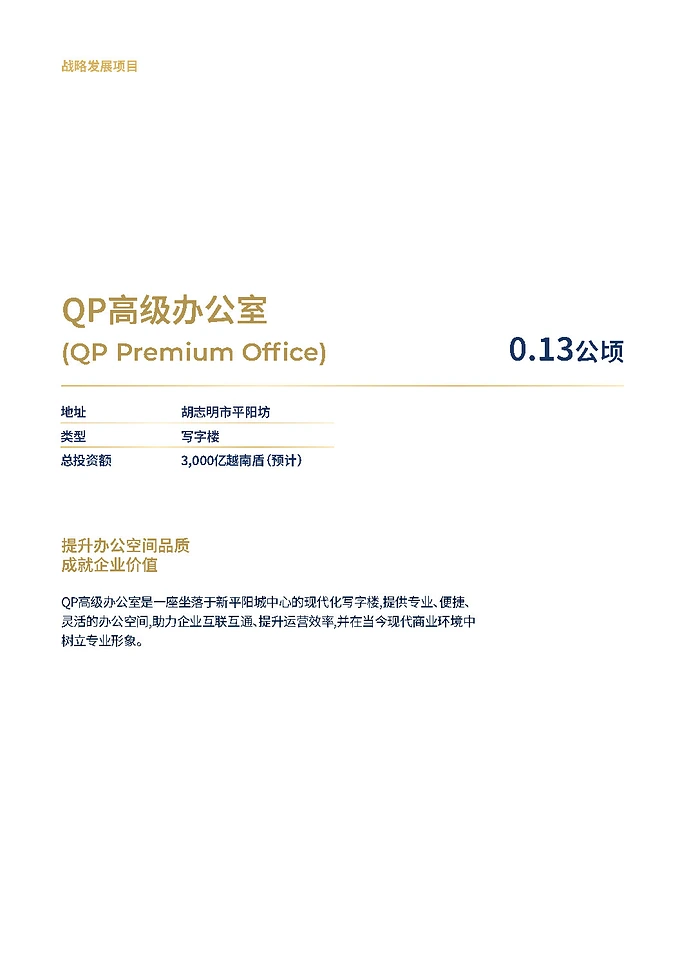 战略发展项目
QP高级办公室
(QP Premium Office)
0.13公顷
地址 胡志明市平阳坊
类型 写字楼
总投资额 3,000亿越南盾(预计)
提升办公空间品质
成就企业价值
QP高级办公室是一座坐落于新平阳城中心的现代化写字楼,提供专业、便捷、
灵活的办公空间,助力企业互联互通、提升运营效率,并在当今现代商业环境中
树立专业形象。